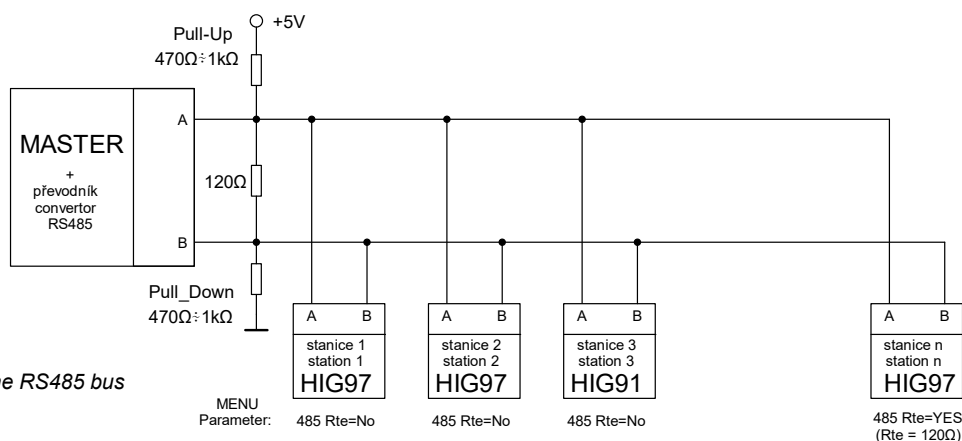 +5V
Pull-Up
470Ω÷1kΩ
A
MASTER
+
převodník
convertor
RS485
120Ω
B
Pull_Down
470Ω÷1kΩ
A B
stanice 1
station 1
HIG97
A B
stanice 2
station 2
HIG97
A B
stanice 3
station 3
HIG91
A B
stanice n
station n
HIG97
RS485 bus
MENU
Parameter:
485 Rte=No
485 Rte=No
485 Rte=No
485 Rte=YES
(Rte = 120Ω)